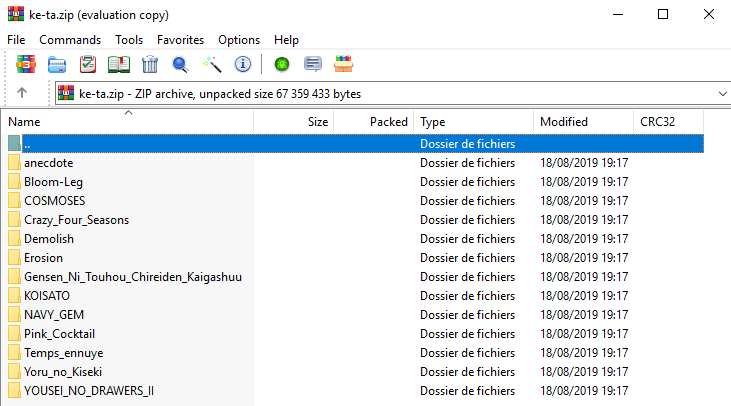 ke-ta.zip (evaluation copy)
File Commands Tools Favorites Options Help
ke-ta.zip - ZIP archive, unpacked size 67 359 433 bytes
Name Size Packed Type Modified CRC32
.. Dossier de fichiers
anecdote Dossier de fichiers 18/08/2019 19:17
Bloom-Leg Dossier de fichiers 18/08/2019 19:17
COSMOSES Dossier de fichiers 18/08/2019 19:17
Crazy_Four_Seasons Dossier de fichiers 18/08/2019 19:17
Demolish Dossier de fichiers 18/08/2019 19:17
Erosion Dossier de fichiers 18/08/2019 19:17
Gensen_Ni_Touhou_Chireiden_Kaigashuu Dossier de fichiers 18/08/2019 19:17
KOISATO Dossier de fichiers 18/08/2019 19:17
NAVY_GEM Dossier de fichiers 18/08/2019 19:17
Pink_Cocktail Dossier de fichiers 18/08/2019 19:17
Temps_ennuye Dossier de fichiers 18/08/2019 19:17
Yoru_no_Kiseki Dossier de fichiers 18/08/2019 19:17
YOUSEI_NO_DRAWERS_II Dossier de fichiers 18/08/2019 19:17